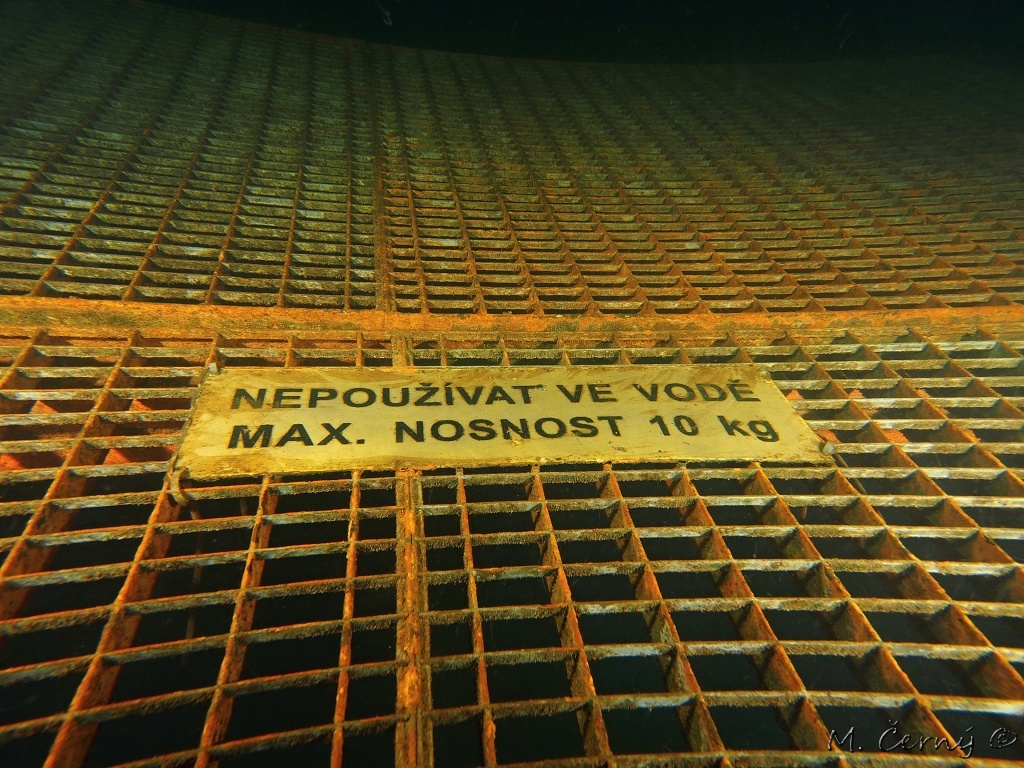 NEPOUŽÍVAT VE VODĚ
MAX. NOSNOST 10 kg
M. Černý ©